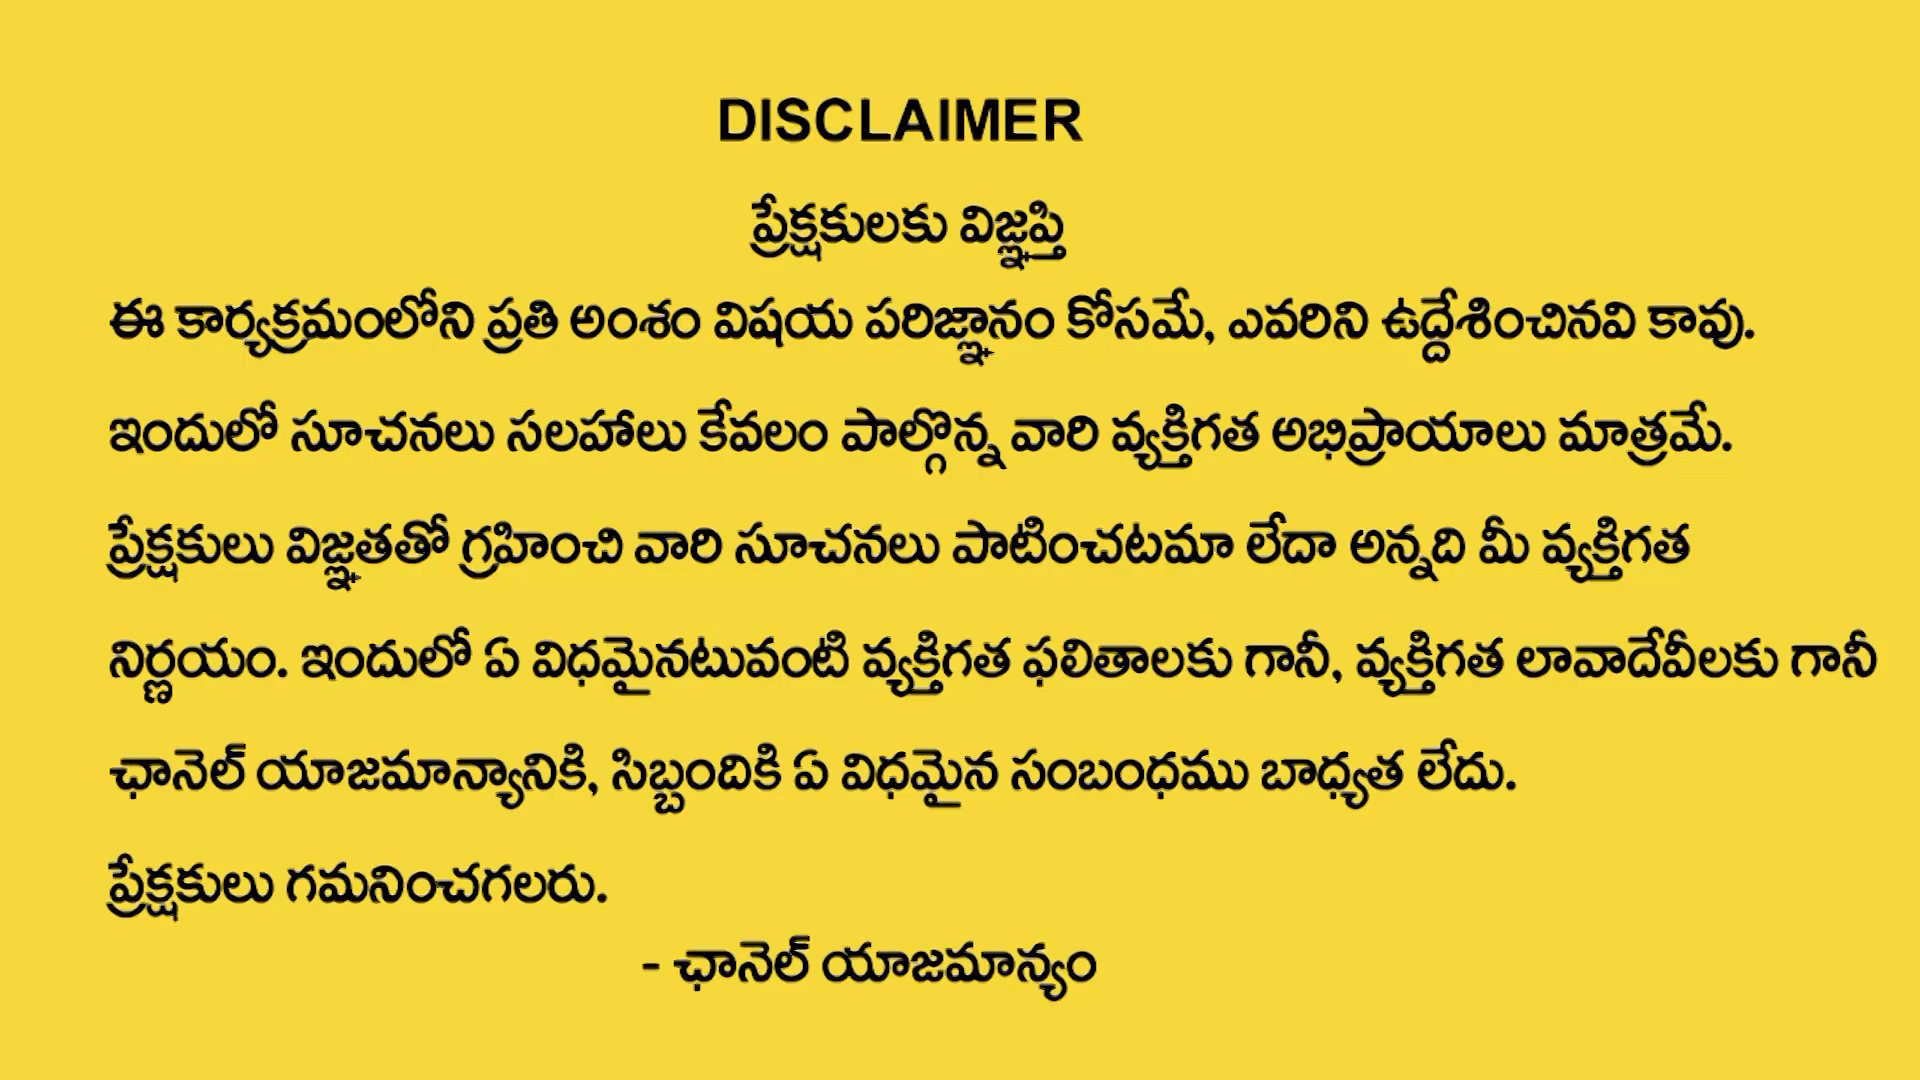 DISCLAIMER
ప్రేక్షకులకు విజ్ఞప్తి
ఈ కార్యక్రమంలోని ప్రతి అంశం విషయ పరిజ్ఞానం కోసమే, ఎవరిని ఉద్దేశించినవి కావు.
ఇందులో సూచనలు సలహాలు కేవలం పాల్గొన్న వారి వ్యక్తిగత అభిప్రాయాలు మాత్రమే.
ప్రేక్షకులు విజ్ఞతతో గ్రహించి వారి సూచనలు పాటించటమా లేదా అన్నది మీ వ్యక్తిగత
నిర్ణయం. ఇందులో ఏ విధమైనటువంటి వ్యక్తిగత ఫలితాలకు గానీ, వ్యక్తిగత లావాదేవీలకు గానీ
ఛానెల్ యాజమాన్యానికి, సిబ్బందికి ఏ విధమైన సంబంధము బాధ్యత లేదు.
ప్రేక్షకులు గమనించగలరు.
- ఛానెల్ యాజమాన్యం